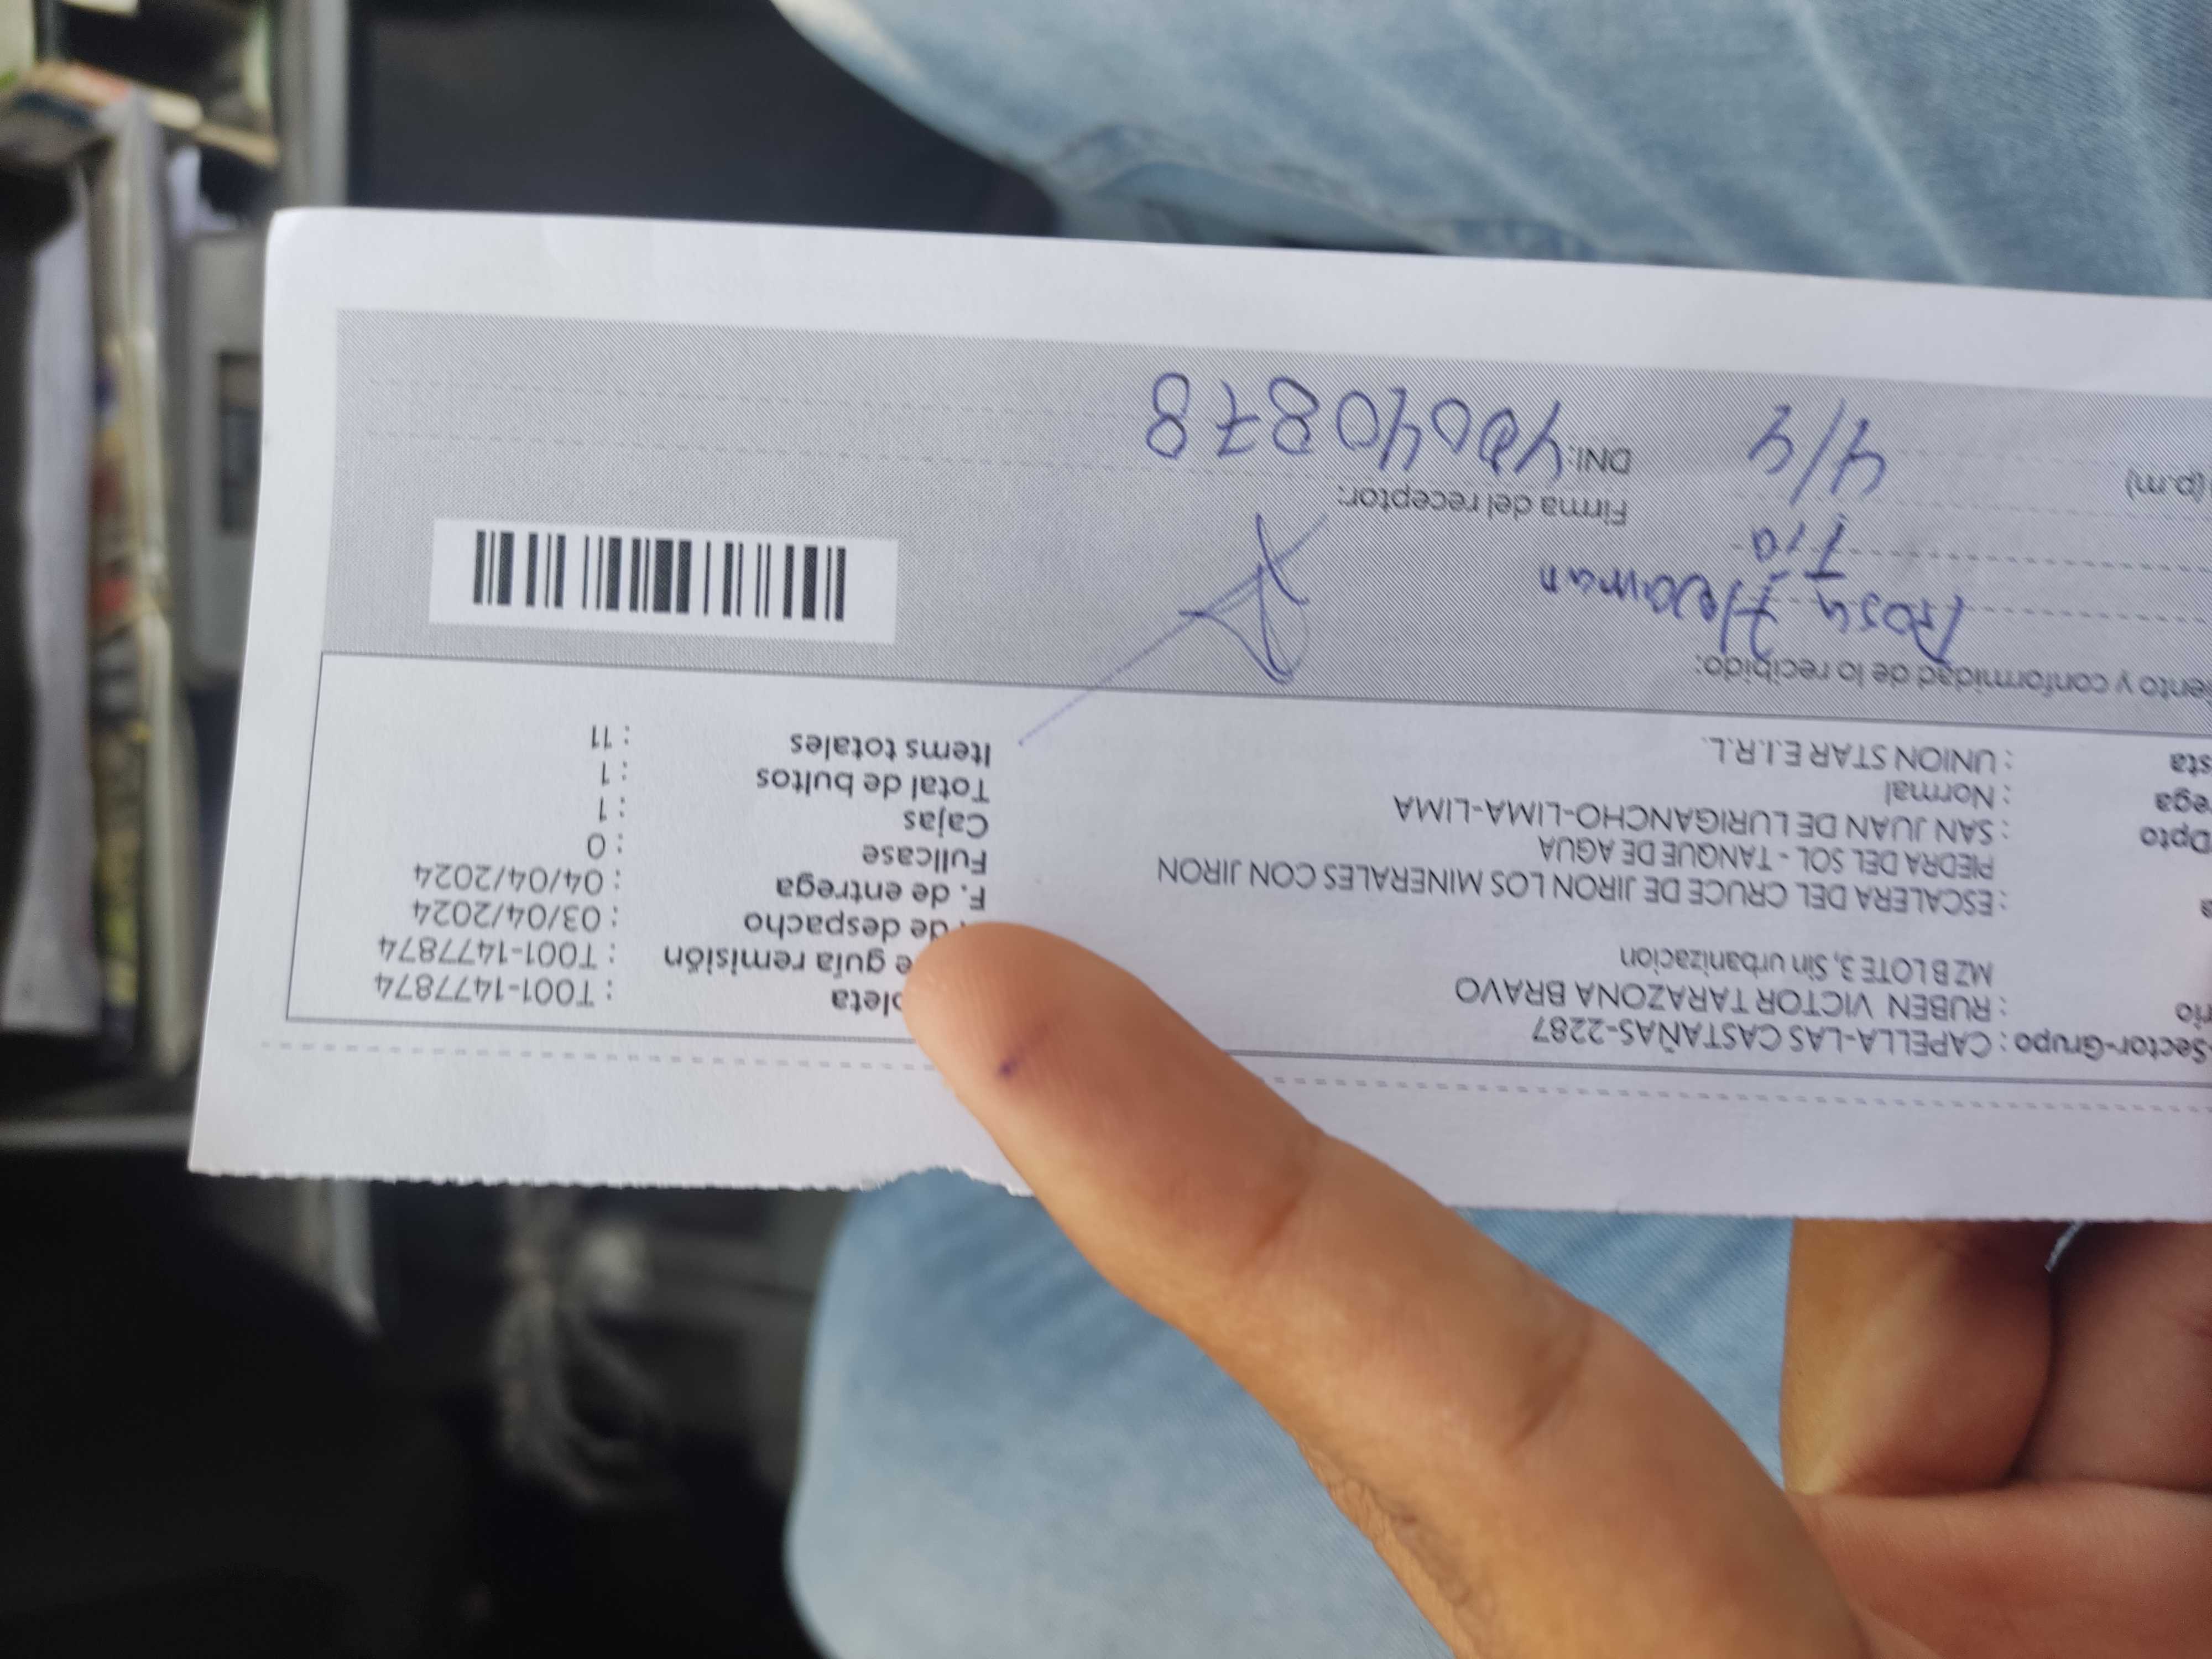 Sector-Grupo : CAPELLA-LAS CASTAÑAS-2287
río : RUBEN VICTOR TARAZONA BRAVO
MZ B LOTE 3, Sin urbanizacion
s : ESCALERA DEL CRUCE DE JIRON LOS MINERALES CON JIRON
PIEDRA DEL SOL - TANQUE DE AGUA
Dpto : SAN JUAN DE LURIGANCHO-LIMA-LIMA
ega : Normal
sta : UNION STAR E.I.R.L.
oleta : T001-1477874
e guía remisión : T001-1477874
. de despacho : 03/04/2024
F. de entrega : 04/04/2024
Fullcase : 0
Cajas : 1
Total de bultos : 1
Items totales : 11
ento y conformidad de lo recibido:
Rosa
Tia
Firma del receptor:
(p.m) 4/4 DNI: